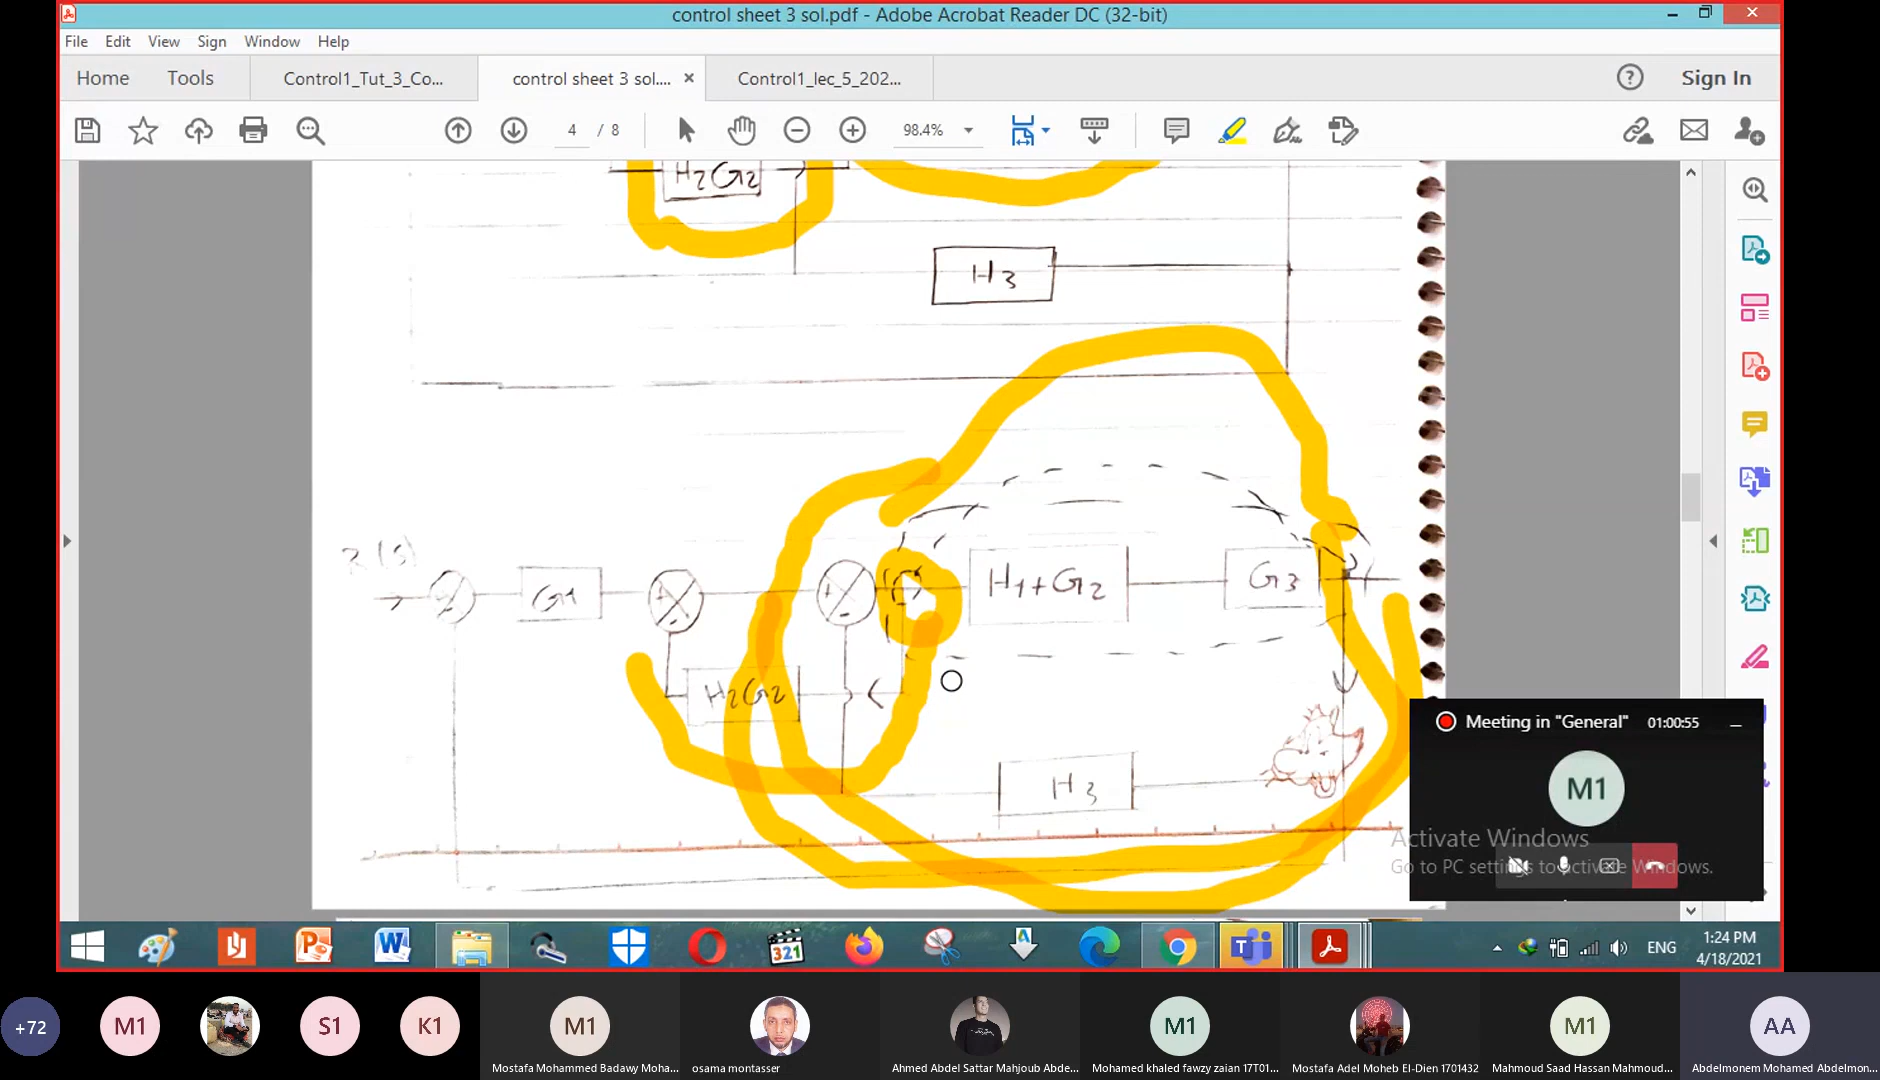 control sheet 3 sol.pdf - Adobe Acrobat Reader DC (32-bit)
File Edit View Sign Window Help
Home Tools Control1_Tut_3_Co... control sheet 3 sol.... × Control1_lec_5_202... ? Sign In
4 / 8 98.4%
H2G2
H3
R(S)
G1 H1+G2 G3
H2G2
H3
Meeting in "General" 01:00:55
M1
Activate Windows
Go to PC settings to activate Windows.
321 ENG 1:24 PM
4/18/2021
+72 M1 S1 K1 M1 M1 M1 AA
Mostafa Mohammed Badawy Moha... osama montasser Ahmed Abdel Sattar Mahjoub Abde... Mohamed khaled fawzy zaian 17T01... Mostafa Adel Moheb El-Dien 1701432 Mahmoud Saad Hassan Mahmoud... Abdelmonem Mohamed Abdelmon...